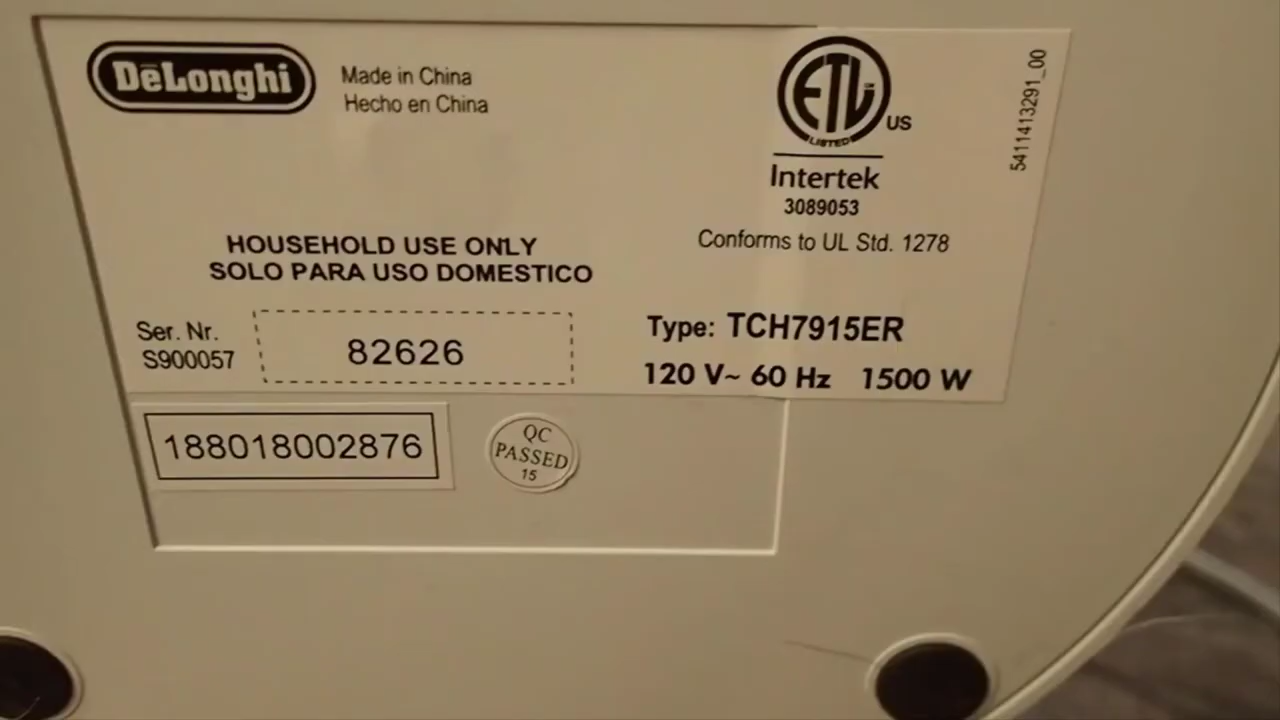 DeLonghi
Made in China
Hecho en China
ETL
LISTED
US
Intertek
3089053
Conforms to UL Std. 1278
5411413291_00
HOUSEHOLD USE ONLY
SOLO PARA USO DOMESTICO
Ser. Nr.
S900057
82626
Type: TCH7915ER
120 V~ 60 Hz 1500 W
188018002876
QC
PASSED
15